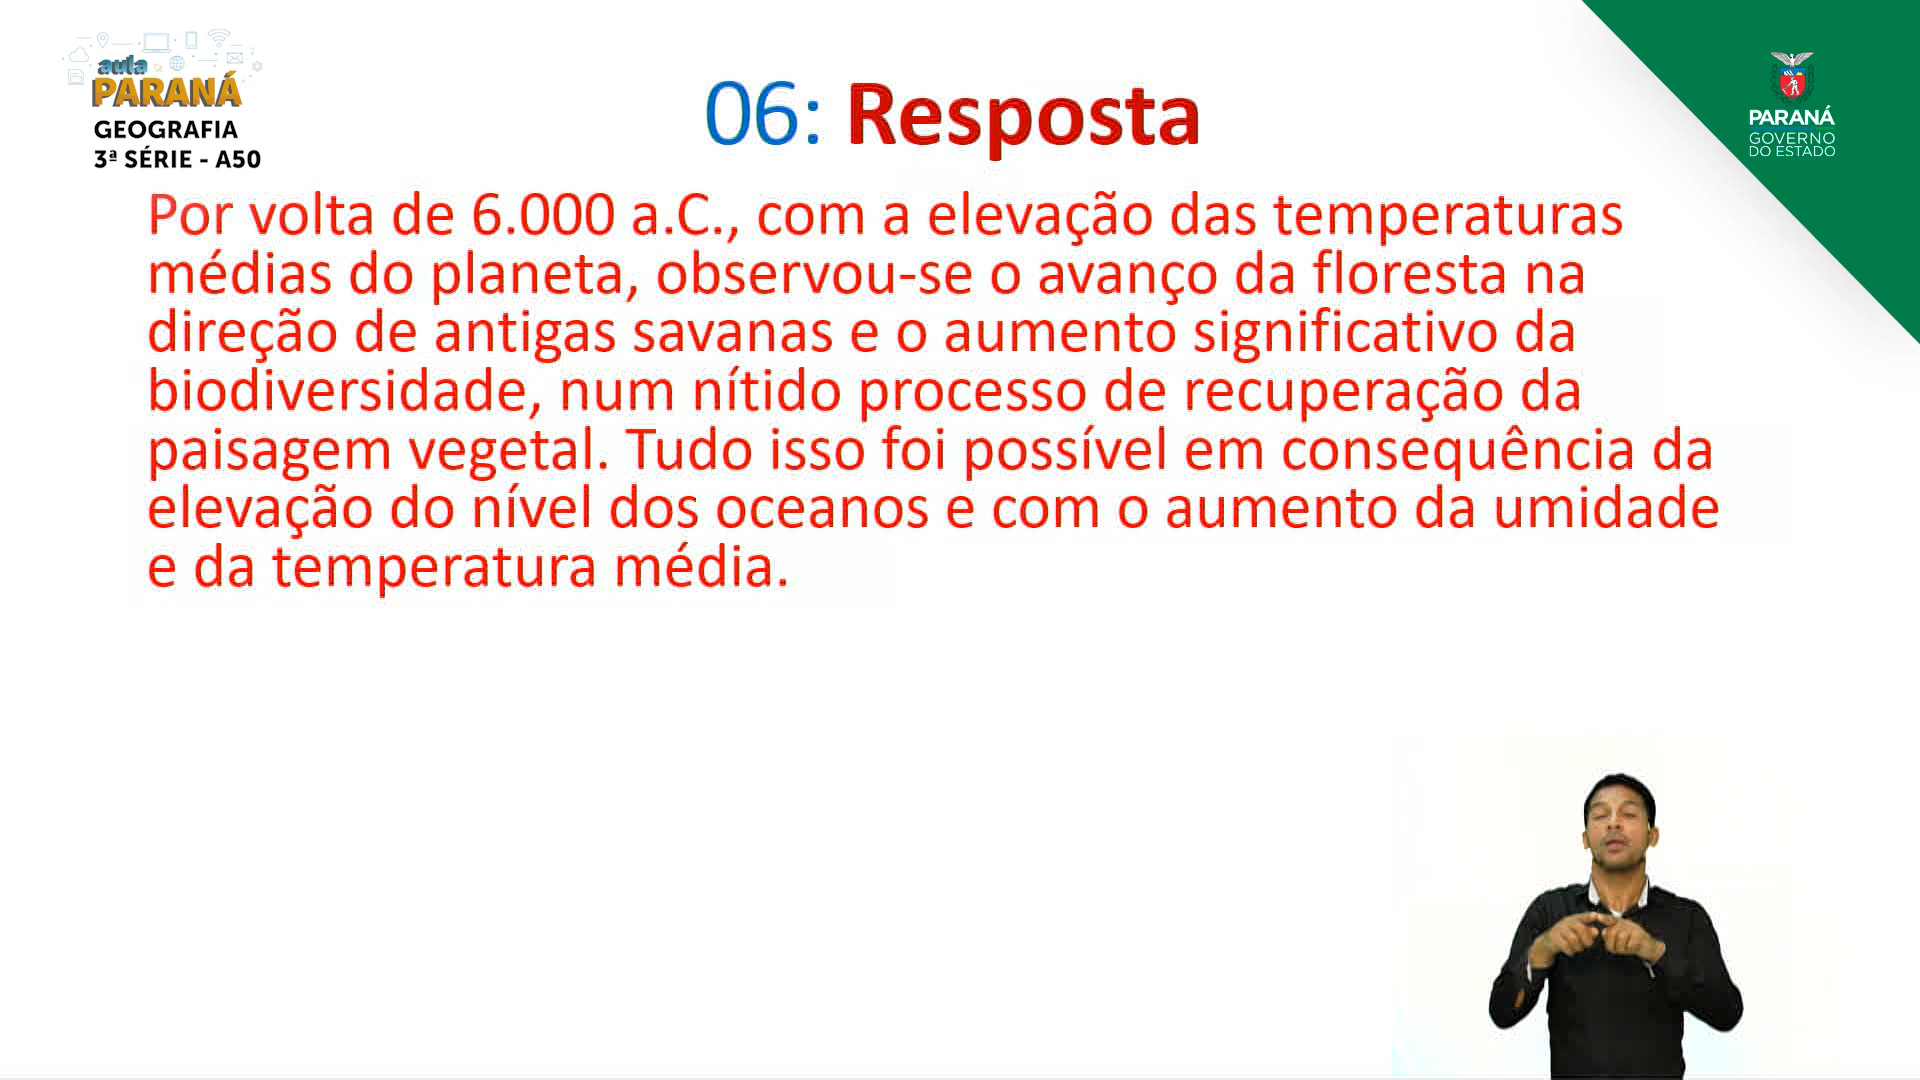 aula
PARANÁ
GEOGRAFIA
3ª SÉRIE - A50
06: Resposta
PARANÁ
GOVERNO
DO ESTADO
Por volta de 6.000 a.C., com a elevação das temperaturas
médias do planeta, observou-se o avanço da floresta na
direção de antigas savanas e o aumento significativo da
biodiversidade, num nítido processo de recuperação da
paisagem vegetal. Tudo isso foi possível em consequência da
elevação do nível dos oceanos e com o aumento da umidade
e da temperatura média.